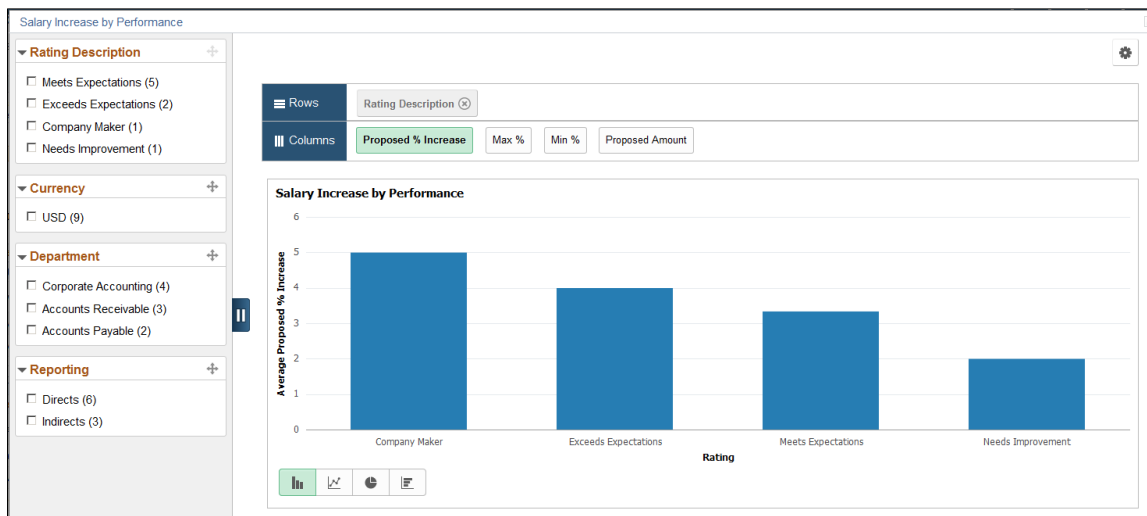 Salary Increase by Performance
Rating Description
Meets Expectations (5)
Exceeds Expectations (2)
Company Maker (1)
Needs Improvement (1)
Currency
USD (9)
Department
Corporate Accounting (4)
Accounts Receivable (3)
Accounts Payable (2)
Reporting
Directs (6)
Indirects (3)
Rows
Rating Description
Columns
Proposed % Increase
Max %
Min %
Proposed Amount
Salary Increase by Performance
Average Proposed % Increase
6
5
4
3
2
1
0
Company Maker
Exceeds Expectations
Meets Expectations
Needs Improvement
Rating